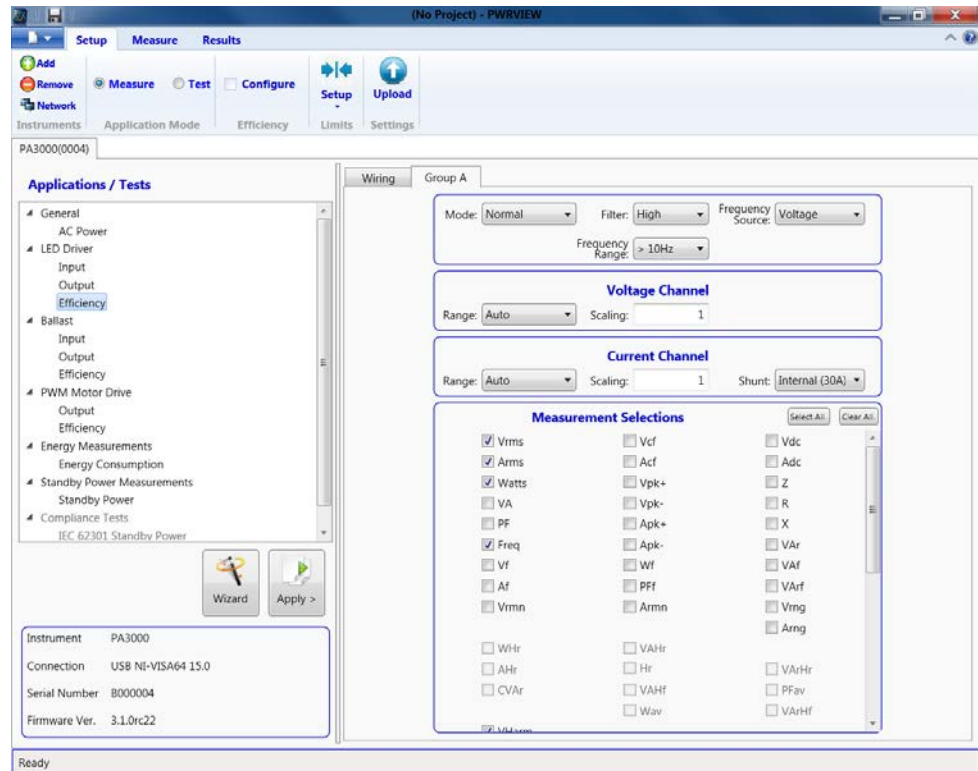 (No Project) - PWRVIEW
Setup Measure Results
Add
Remove
Network
Measure Test
Configure
Setup
Upload
Instruments Application Mode Efficiency Limits Settings
PA3000(0004)
Applications / Tests
General
AC Power
LED Driver
Input
Output
Efficiency
Ballast
Input
Output
Efficiency
PWM Motor Drive
Output
Efficiency
Energy Measurements
Energy Consumption
Standby Power Measurements
Standby Power
Compliance Tests
IEC 62301 Standby Power
Wizard Apply >
Instrument PA3000
Connection USB NI-VISA64 15.0
Serial Number B000004
Firmware Ver. 3.1.0rc22
Wiring Group A
Mode: Normal Filter: High Frequency Source: Voltage
Frequency Range: > 10Hz
Voltage Channel
Range: Auto Scaling: 1
Current Channel
Range: Auto Scaling: 1 Shunt: Internal (30A)
Measurement Selections Select All Clear All
Vrms Vcf Vdc
Arms Acf Adc
Watts Vpk+ Z
VA Vpk- R
PF Apk+ X
Freq Apk- VAr
Vf Wf VAf
Af PFf VArf
Vrmn Armn Vrng
Arng
WHr VAHr
AHr Hr VArHr
CVAr VAHf PFav
Wav VArHf
VHarm
Ready